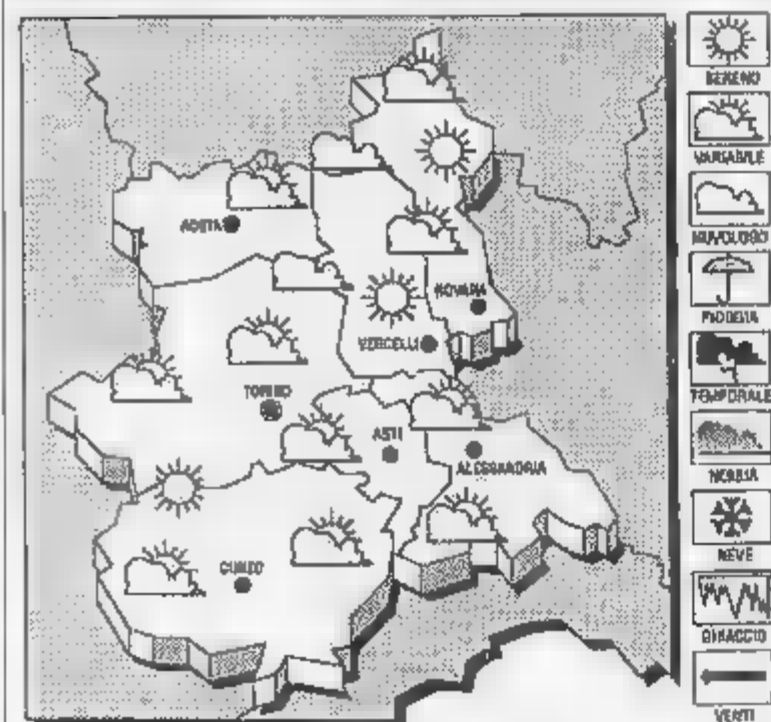 AOSTA
NOVARA
VERCELLI
TORINO
ASTI
ALESSANDRIA
CUNEO
SERENO
VARIABILE
NUVOLOSO
PIOGGIA
TEMPORALE
NEBBIA
NEVE
GHIACCIO
VENTI